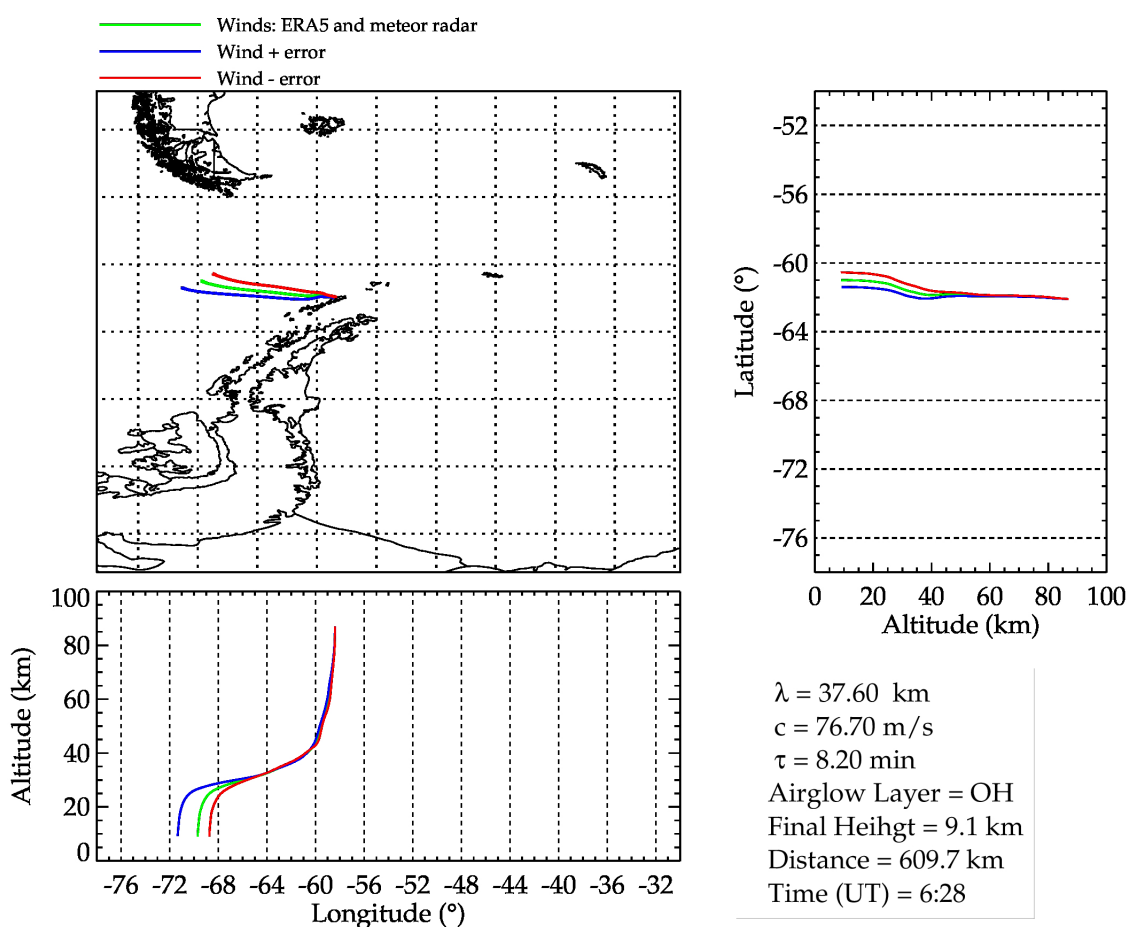 Winds: ERA5 and meteor radar
Wind + error
Wind - error
-52
-56
-60
-64
-68
-72
-76
Latitude (°)
0 20 40 60 80 100
Altitude (km)
100
80
60
40
20
0
Altitude (km)
-76 -72 -68 -64 -60 -56 -52 -48 -44 -40 -36 -32
Longitude (°)
λ = 37.60 km
c = 76.70 m/s
τ = 8.20 min
Airglow Layer = OH
Final Heihgt = 9.1 km
Distance = 609.7 km
Time (UT) = 6:28